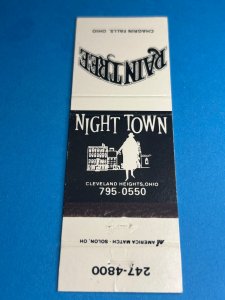 CHAGRIN FALLS, OHIO
RAINTREE
NIGHT TOWN
CLEVELAND HEIGHTS, OHIO
795-0550
AMERICA MATCH - SOLON, OH
247-4800